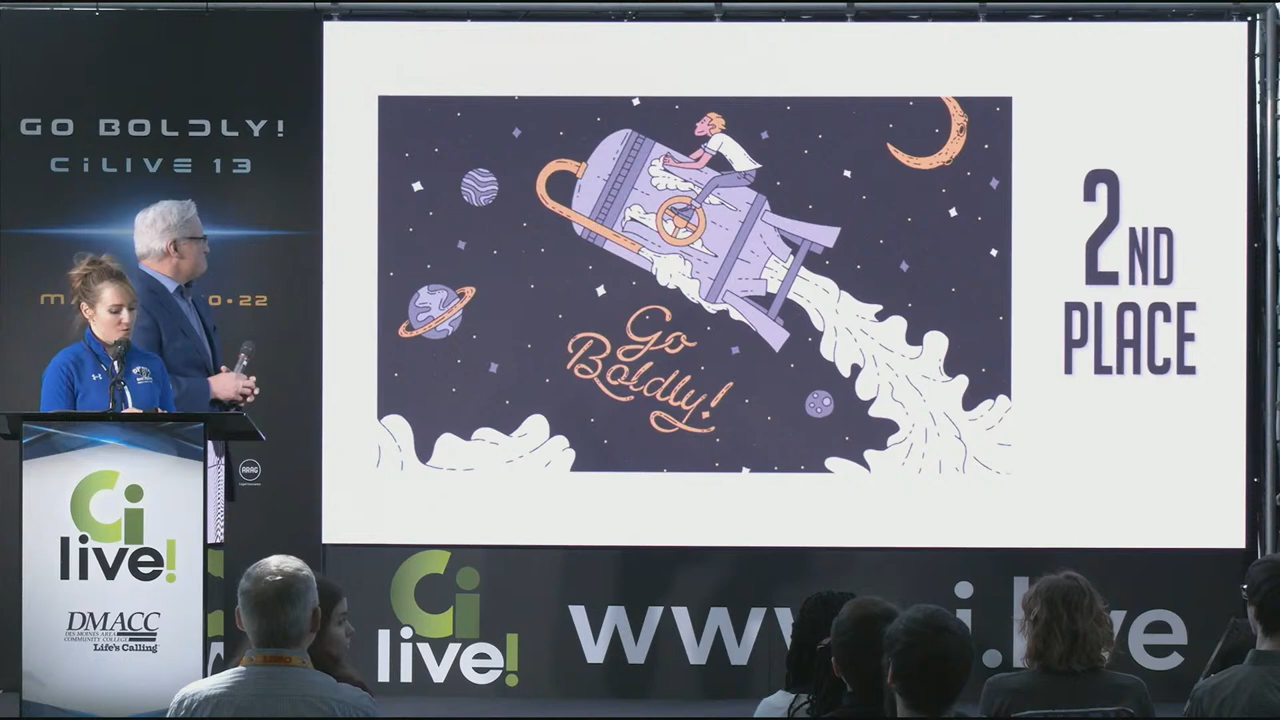 GO BOLDLY!
CiLIVE 13
Go
Boldly!
2ND
PLACE
ARAG
Ci
live!
DMACC
DES MOINES AREA
COMMUNITY COLLEGE
Life's Calling
Ci
live!